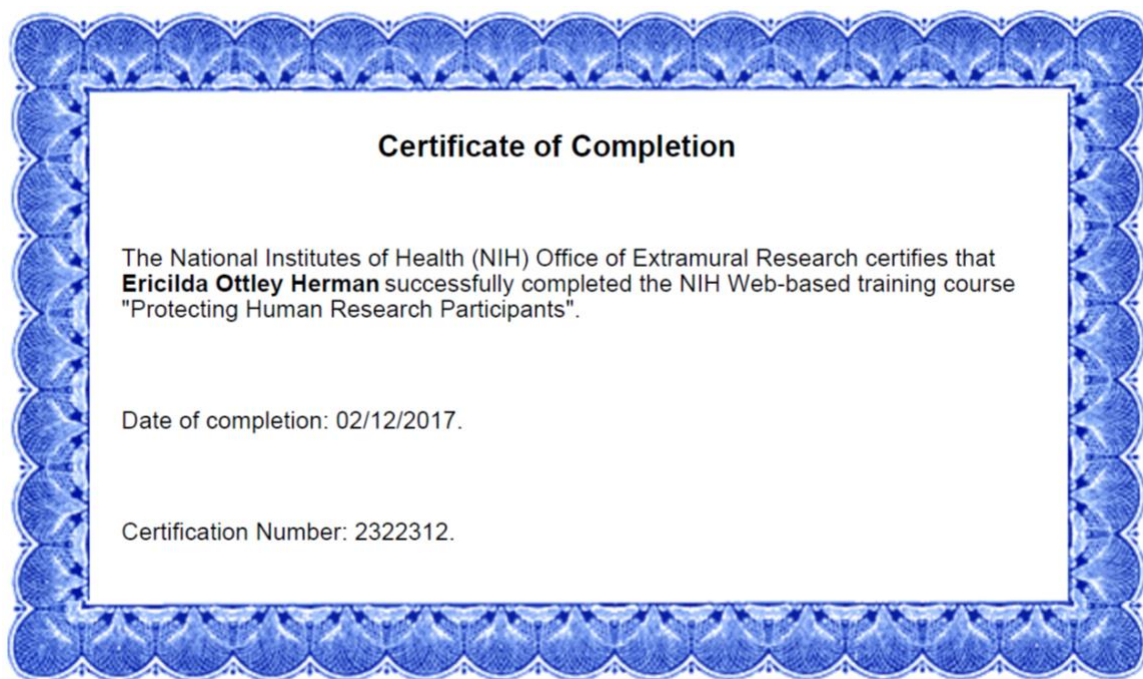 Certificate of Completion
The National Institutes of Health (NIH) Office of Extramural Research certifies that
Ericilda Ottley Herman successfully completed the NIH Web-based training course
"Protecting Human Research Participants".
Date of completion: 02/12/2017.
Certification Number: 2322312.